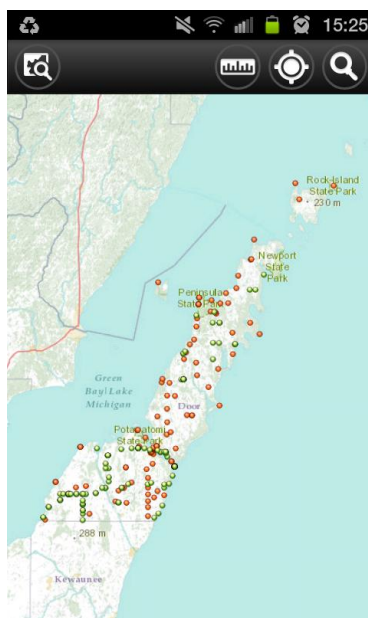 15:25
Rock-Island
State Park
230 m
Newport
State
Park
Peninsula
State Park
Green
Bay|Lake
Michigan
Door
Potawatomi
State Park
288 m
Kewaunee